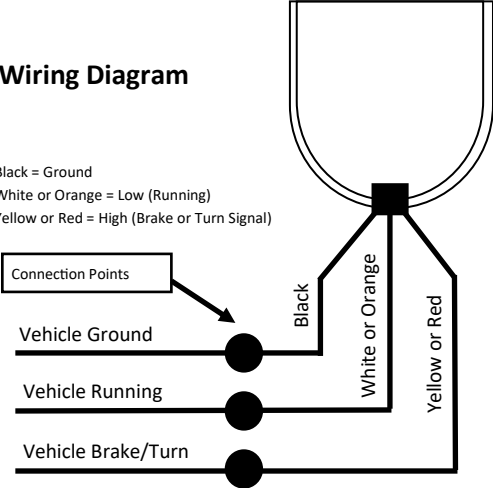 Wiring Diagram
Black = Ground
White or Orange = Low (Running)
Yellow or Red = High (Brake or Turn Signal)
Connection Points
Vehicle Ground
Vehicle Running
Vehicle Brake/Turn
Black
White or Orange
Yellow or Red